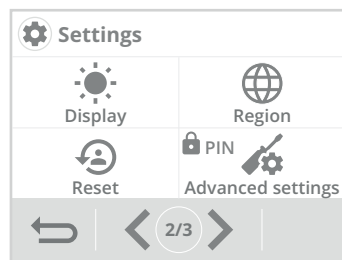 Settings
Display
Region
Reset
PIN
Advanced settings
2/3